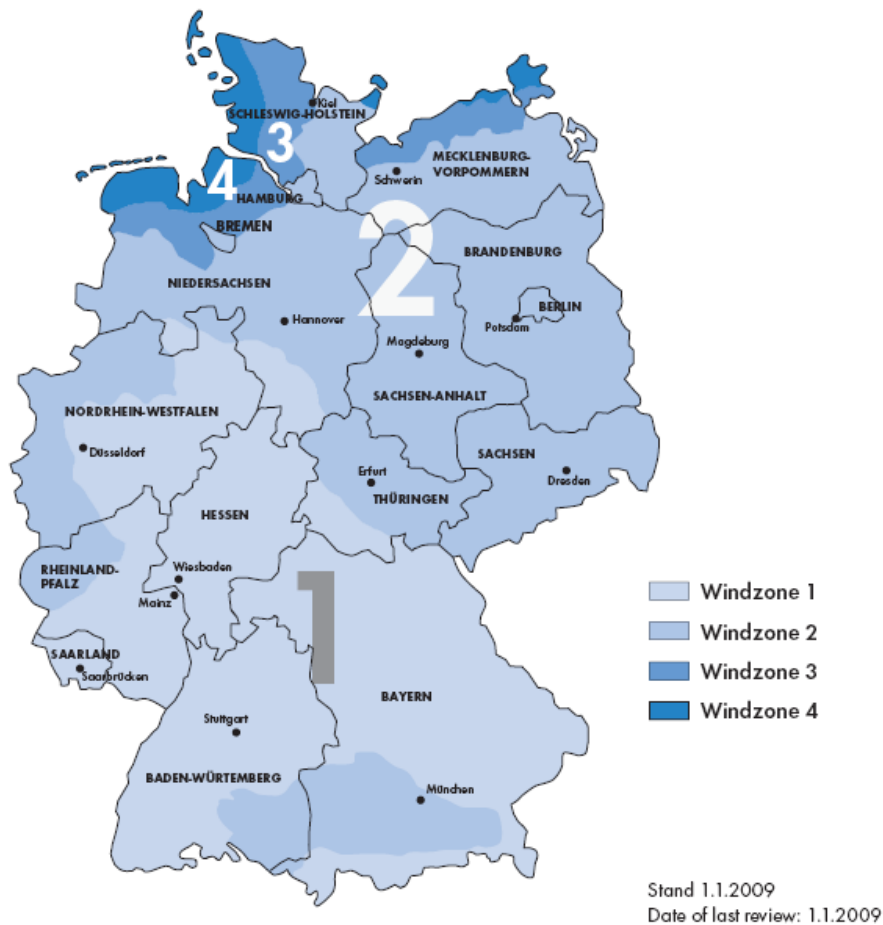 Kiel
SCHLESWIG-HOLSTEIN
3
MECKLENBURG-
VORPOMMERN
Schwerin
4
HAMBURG
BREMEN
2
BRANDENBURG
NIEDERSACHSEN
BERLIN
Hannover
Potsdam
Magdeburg
SACHSEN-ANHALT
NORDRHEIN-WESTFALEN
Düsseldorf
SACHSEN
Erfurt
Dresden
THÜRINGEN
HESSEN
RHEINLAND-
PFALZ
Wiesbaden
Mainz
1
SAARLAND
Saarbrücken
BAYERN
Stuttgart
BADEN-WÜRTEMBERG
München
Windzone 1
Windzone 2
Windzone 3
Windzone 4
Stand 1.1.2009
Date of last review: 1.1.2009